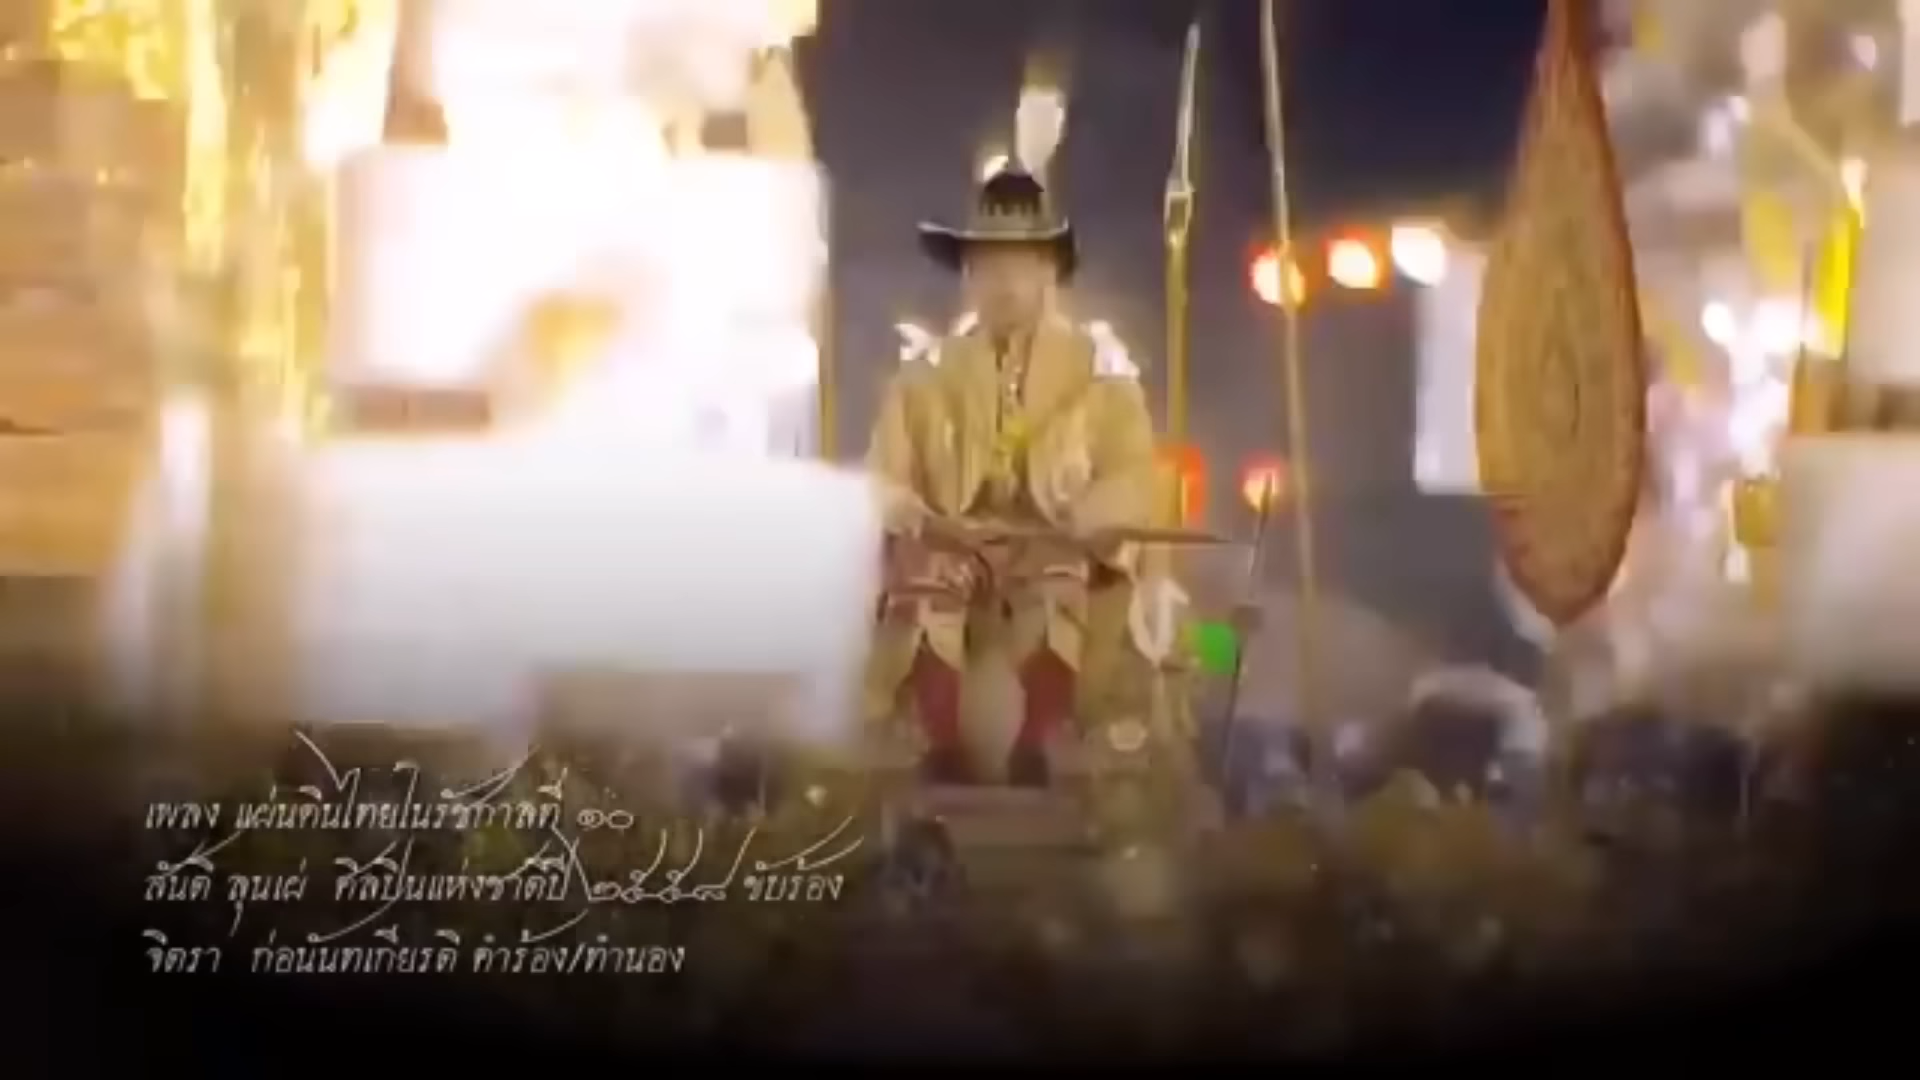 เพลง แผ่นดินไทยในรัชกาลที่ ๑๐
สันติ ลุนเผ่ ศิลปินแห่งชาติปี ๒๕๕๘ ขับร้อง
จิตรา ก่อนันทเกียรติ คำร้อง/ทำนอง